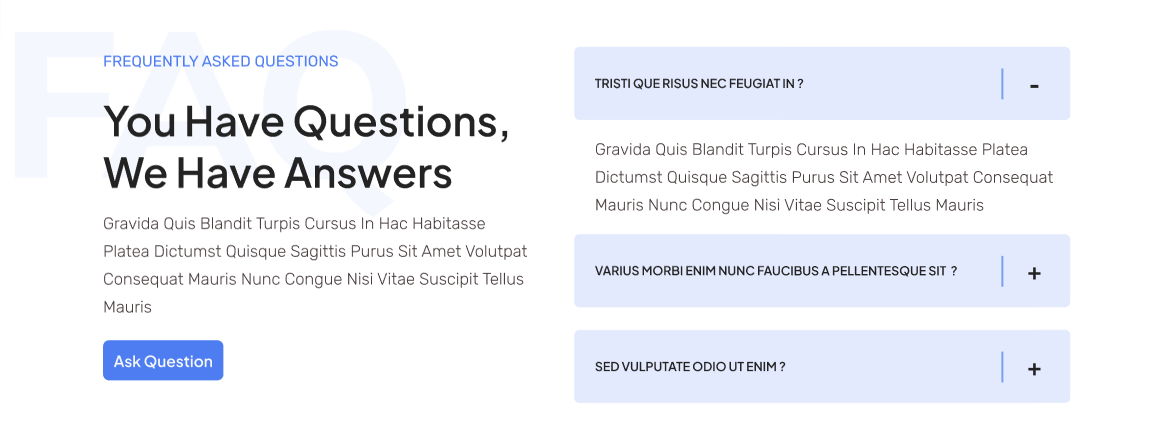 FAQ
FREQUENTLY ASKED QUESTIONS
You Have Questions,
We Have Answers
Gravida Quis Blandit Turpis Cursus In Hac Habitasse
Platea Dictumst Quisque Sagittis Purus Sit Amet Volutpat
Consequat Mauris Nunc Congue Nisi Vitae Suscipit Tellus
Mauris
Ask Question
TRISTI QUE RISUS NEC FEUGIAT IN ?
-
Gravida Quis Blandit Turpis Cursus In Hac Habitasse Platea
Dictumst Quisque Sagittis Purus Sit Amet Volutpat Consequat
Mauris Nunc Congue Nisi Vitae Suscipit Tellus Mauris
VARIUS MORBI ENIM NUNC FAUCIBUS A PELLENTESQUE SIT ?
+
SED VULPUTATE ODIO UT ENIM ?
+